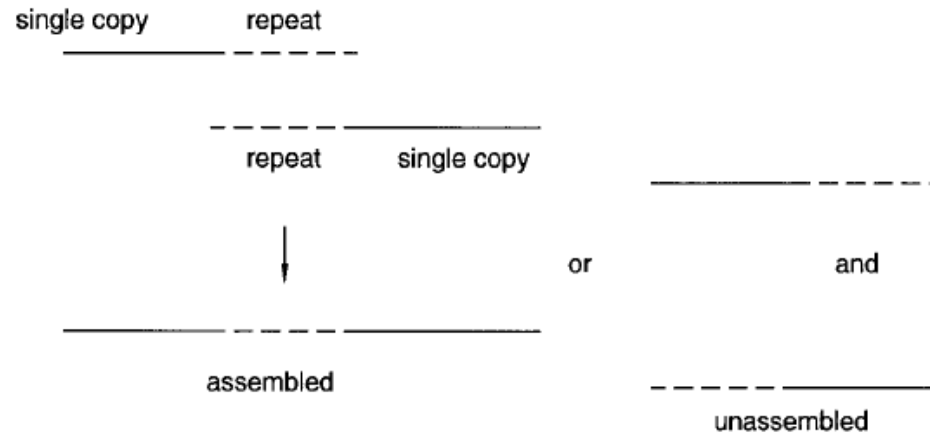 single copy repeat
repeat single copy
or and
assembled
unassembled